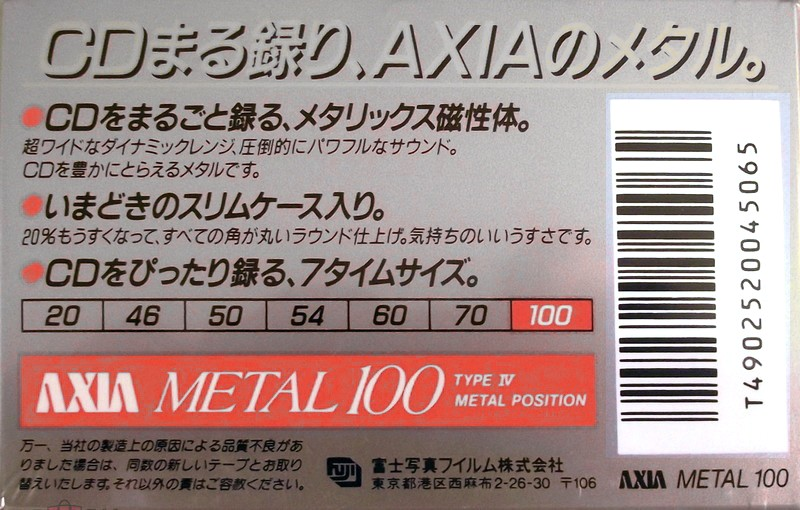 CDまる録り、AXIAのメタル。
●CDをまるごと録る、メタリックス磁性体。
超ワイドなダイナミックレンジ、圧倒的にパワフルなサウンド。
CDを豊かにとらえるメタルです。
●いまどきのスリムケース入り。
20%もうすくなって、すべての角が丸いラウンド仕上げ。気持ちのいいうすさです。
●CDをぴったり録る、7タイムサイズ。
20 46 50 54 60 70 100
AXIA METAL 100 TYPE IV METAL POSITION
万一、当社の製造上の原因による品質不良があ
りました場合は、同数の新しいテープとお取り
替えいたします。それ以外の責はご容赦ください。
FUJI 富士写真フイルム株式会社
東京都港区西麻布2-26-30 〒106
T4902520045065
AXIA METAL 100